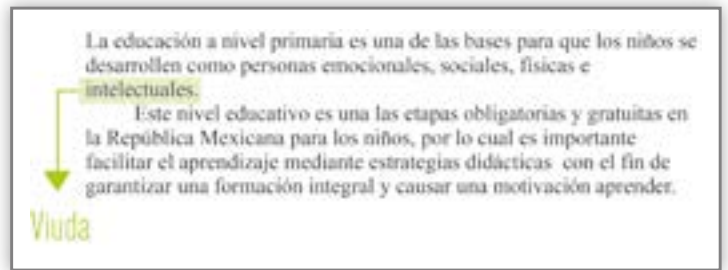 La educación a nivel primaria es una de las bases para que los niños se
desarrollen como personas emocionales, sociales, físicas e
intelectuales.
Este nivel educativo es una las etapas obligatorias y gratuitas en
la República Mexicana para los niños, por lo cual es importante
facilitar el aprendizaje mediante estrategias didácticas con el fin de
garantizar una formación integral y causar una motivación aprender.
Viuda